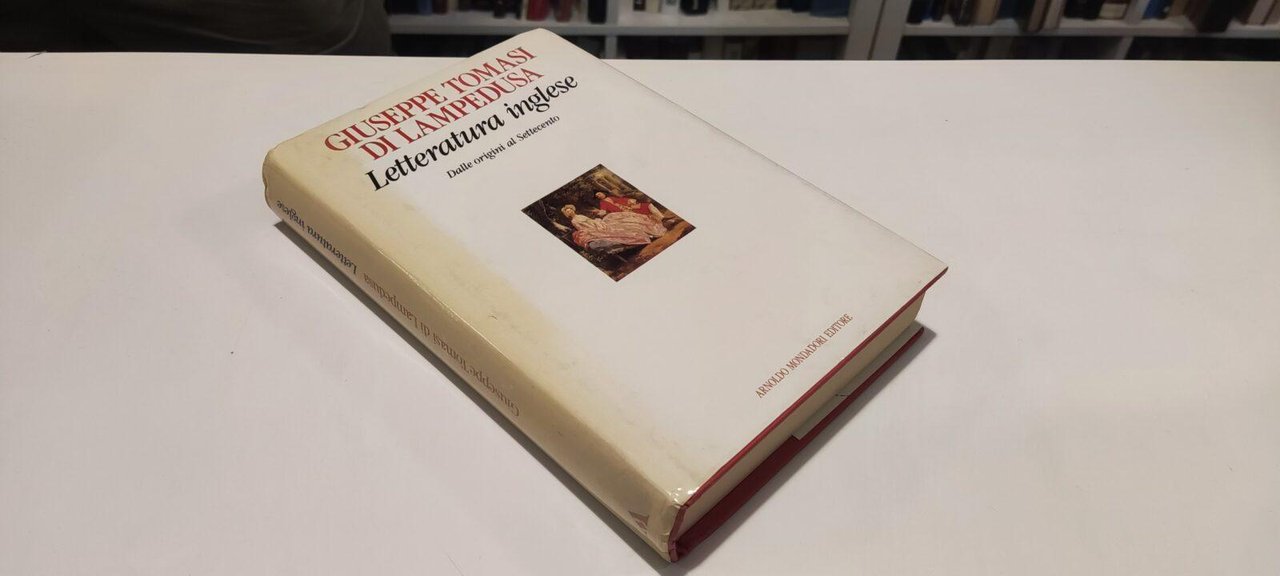 GIUSEPPE TOMASI
DI LAMPEDUSA
Letteratura inglese
Dalle origini al Settecento
ARNOLDO MONDADORI EDITORE
Giuseppe Tomasi di Lampedusa Letteratura inglese